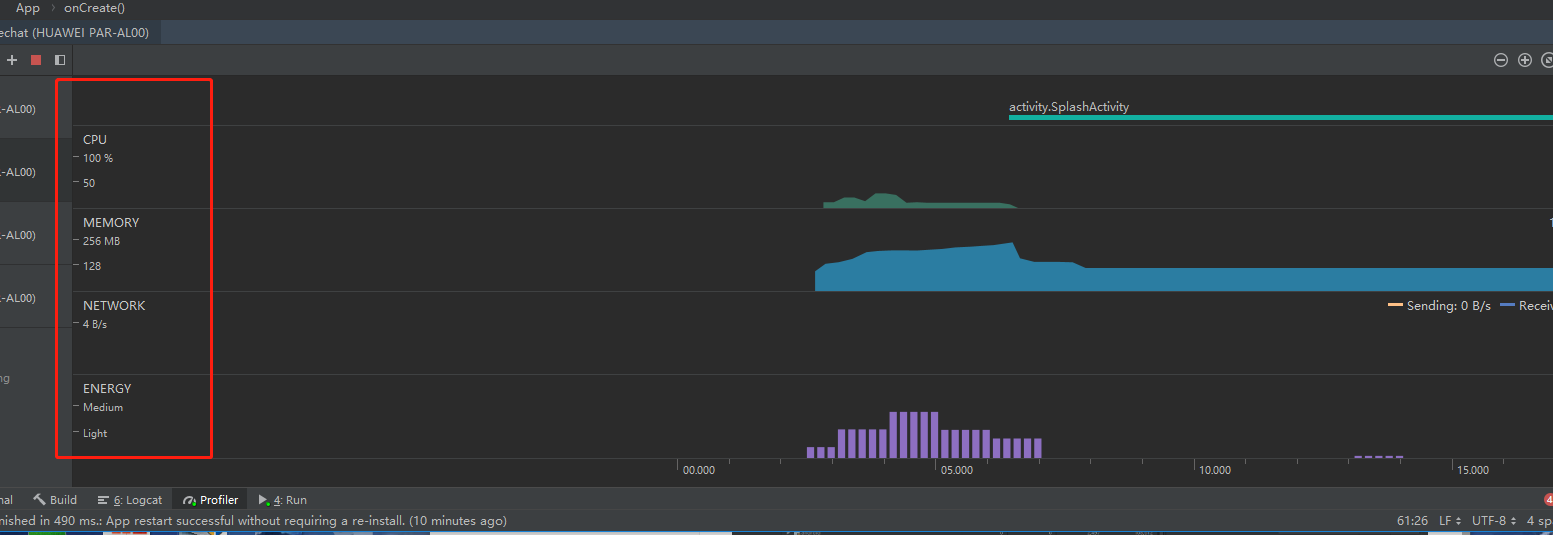 App › onCreate()
echat (HUAWEI PAR-AL00)
-AL00)
activity.SplashActivity
CPU
100 %
50
-AL00)
MEMORY
256 MB
-AL00)
128
NETWORK
Sending: 0 B/s Receiv
-AL00)
4 B/s
ng
ENERGY
Medium
Light
00.000 05.000 10.000 15.000
nal Build 6: Logcat Profiler 4: Run
nished in 490 ms.: App restart successful without requiring a re-install. (10 minutes ago) 61:26 LF UTF-8 4 sp